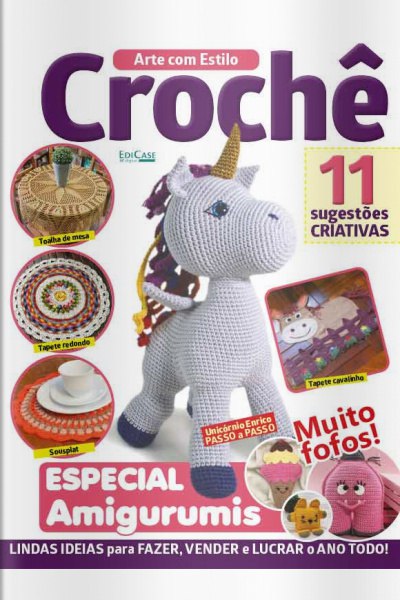 Arte com Estilo
Crochê
EDICASE
11
sugestões
CRIATIVAS
Toalha de mesa
Tapete redondo
Sousplat
Tapete cavalinho
Unicórnio Enrico
PASSO a PASSO
Muito
fofos!
ESPECIAL
Amigurumis
LINDAS IDEIAS para FAZER, VENDER e LUCRAR o ANO TODO!